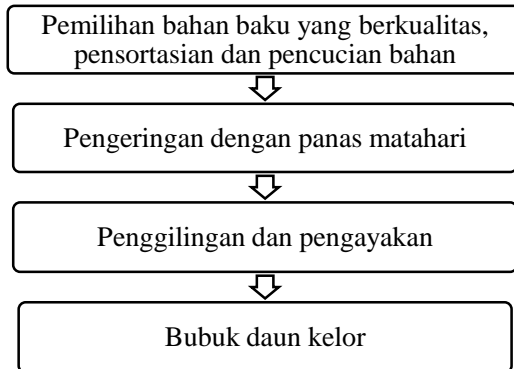 Pemilihan bahan baku yang berkualitas,
pensortasian dan pencucian bahan
Pengeringan dengan panas matahari
Penggilingan dan pengayakan
Bubuk daun kelor